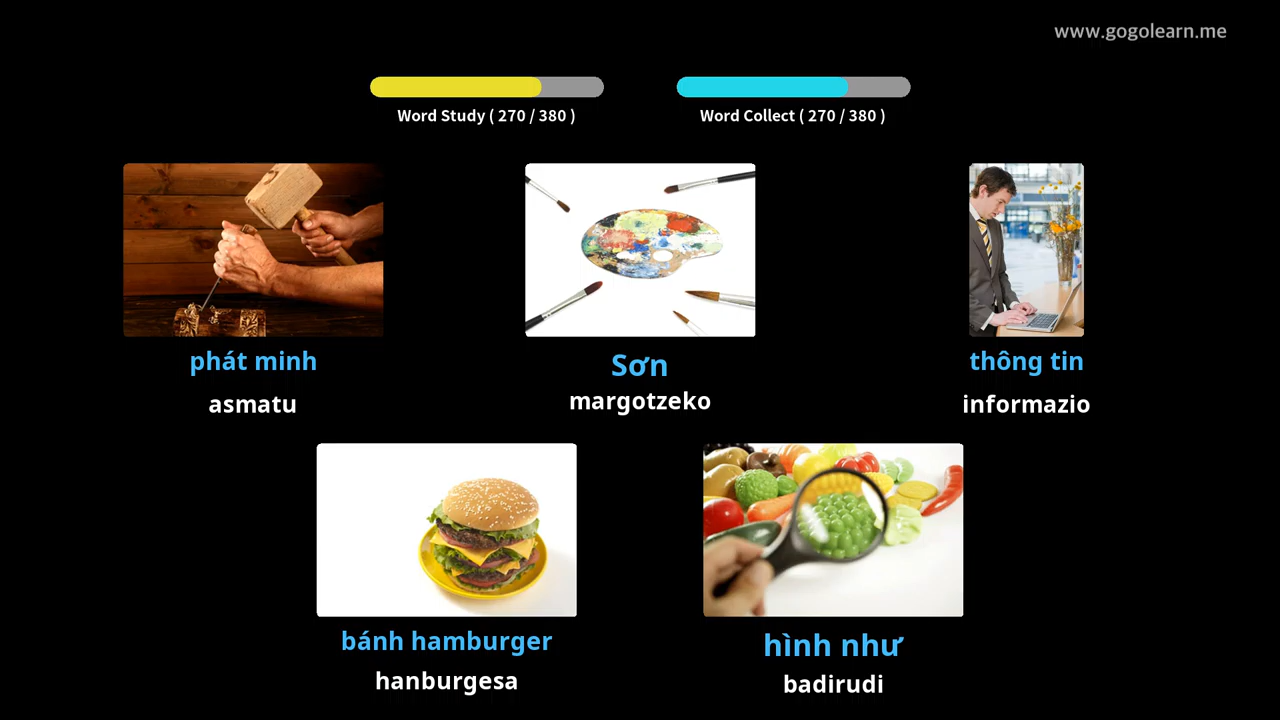 www.gogolearn.me
Word Study ( 270 / 380 )
Word Collect ( 270 / 380 )
phát minh
asmatu
Sơn
margotzeko
thông tin
informazio
bánh hamburger
hanburgesa
hình như
badirudi